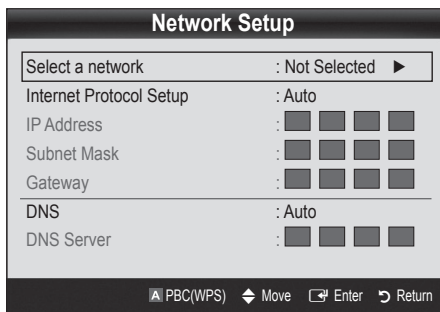 Network Setup
Select a network : Not Selected ►
Internet Protocol Setup : Auto
IP Address :
Subnet Mask :
Gateway :
DNS : Auto
DNS Server :
A PBC(WPS) Move Enter Return